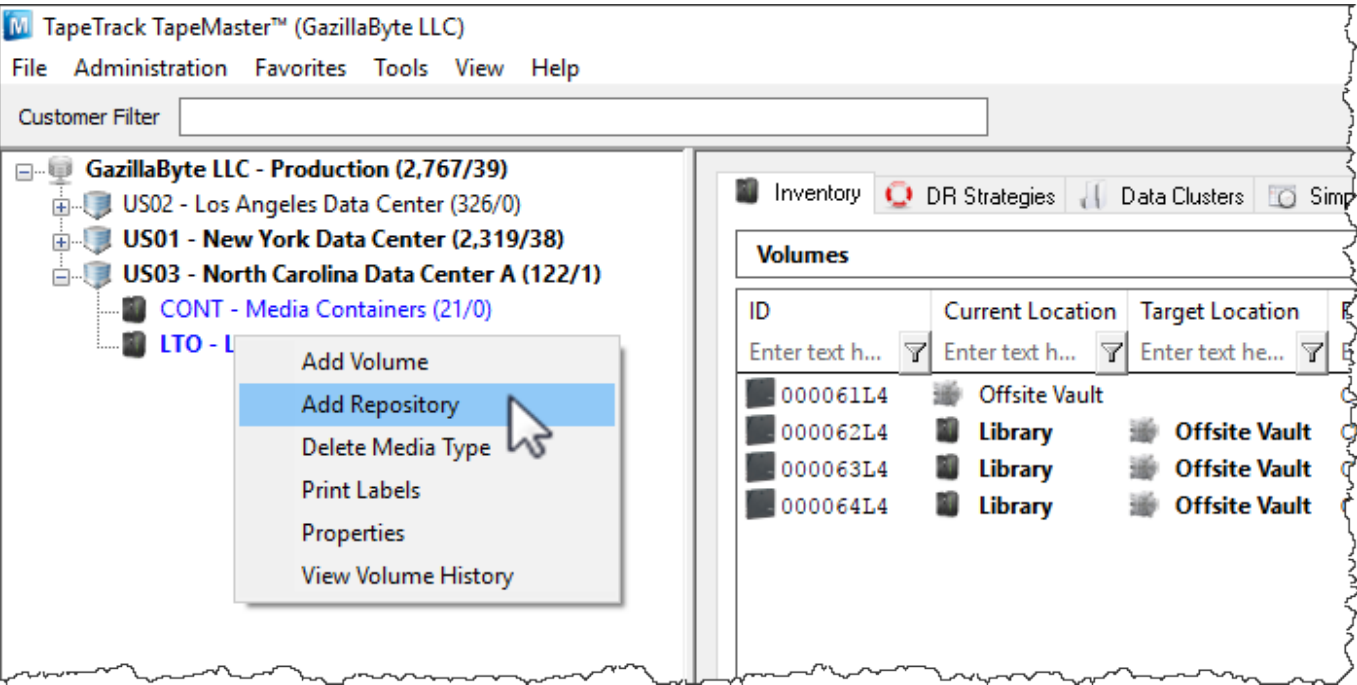 TapeTrack TapeMaster™ (GazillaByte LLC)
File Administration Favorites Tools View Help
Customer Filter
GazillaByte LLC - Production (2,767/39)
US02 - Los Angeles Data Center (326/0)
US01 - New York Data Center (2,319/38)
US03 - North Carolina Data Center A (122/1)
CONT - Media Containers (21/0)
LTO - L
Add Volume
Add Repository
Delete Media Type
Print Labels
Properties
View Volume History
Inventory DR Strategies Data Clusters Simp
Volumes
ID Current Location Target Location
Enter text h... Enter text h... Enter text he...
000061L4 Offsite Vault
000062L4 Library Offsite Vault
000063L4 Library Offsite Vault
000064L4 Library Offsite Vault